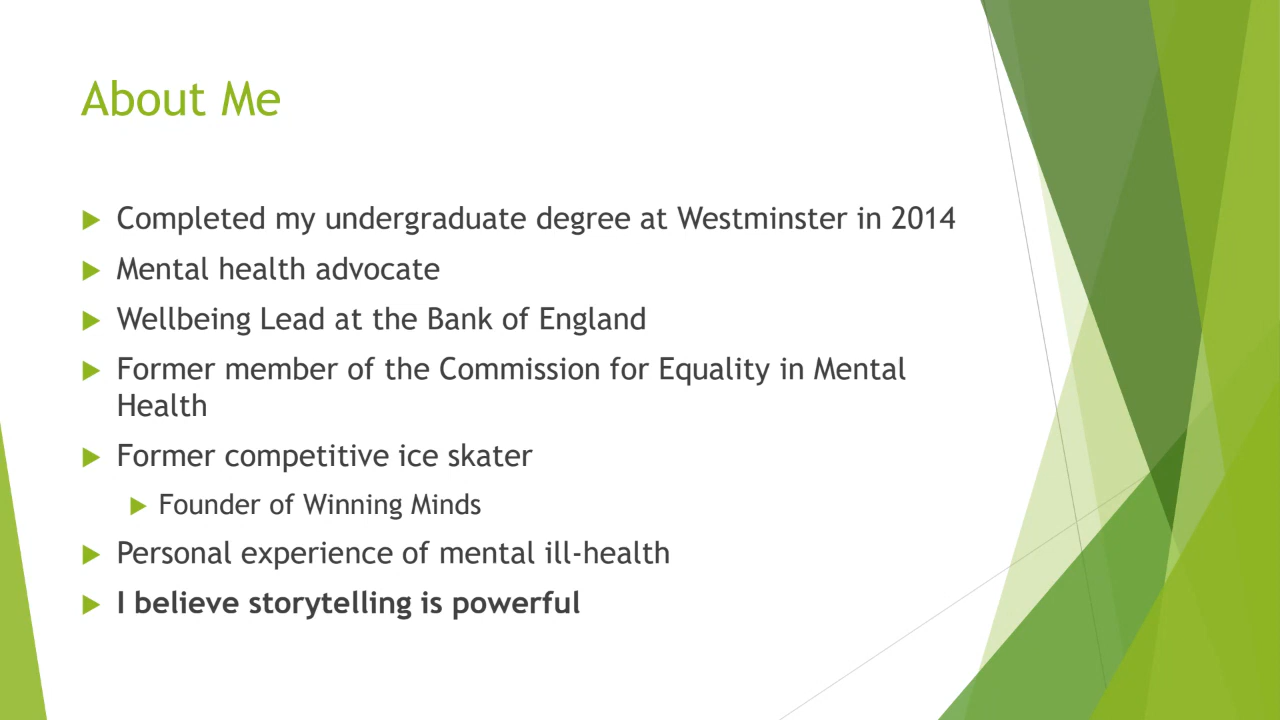 About Me
Completed my undergraduate degree at Westminster in 2014
Mental health advocate
Wellbeing Lead at the Bank of England
Former member of the Commission for Equality in Mental
Health
Former competitive ice skater
Founder of Winning Minds
Personal experience of mental ill-health
I believe storytelling is powerful